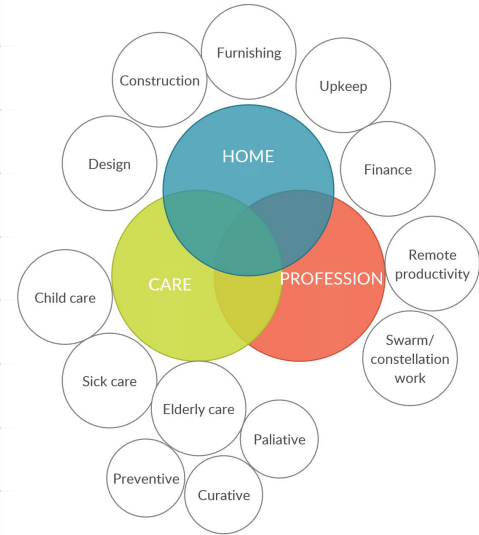 Furnishing
Construction
Upkeep
HOME
Design
Finance
Remote
productivity
PROFESSION
CARE
Child care
Swarm/
constellation
work
Sick care
Elderly care
Paliative
Preventive
Curative